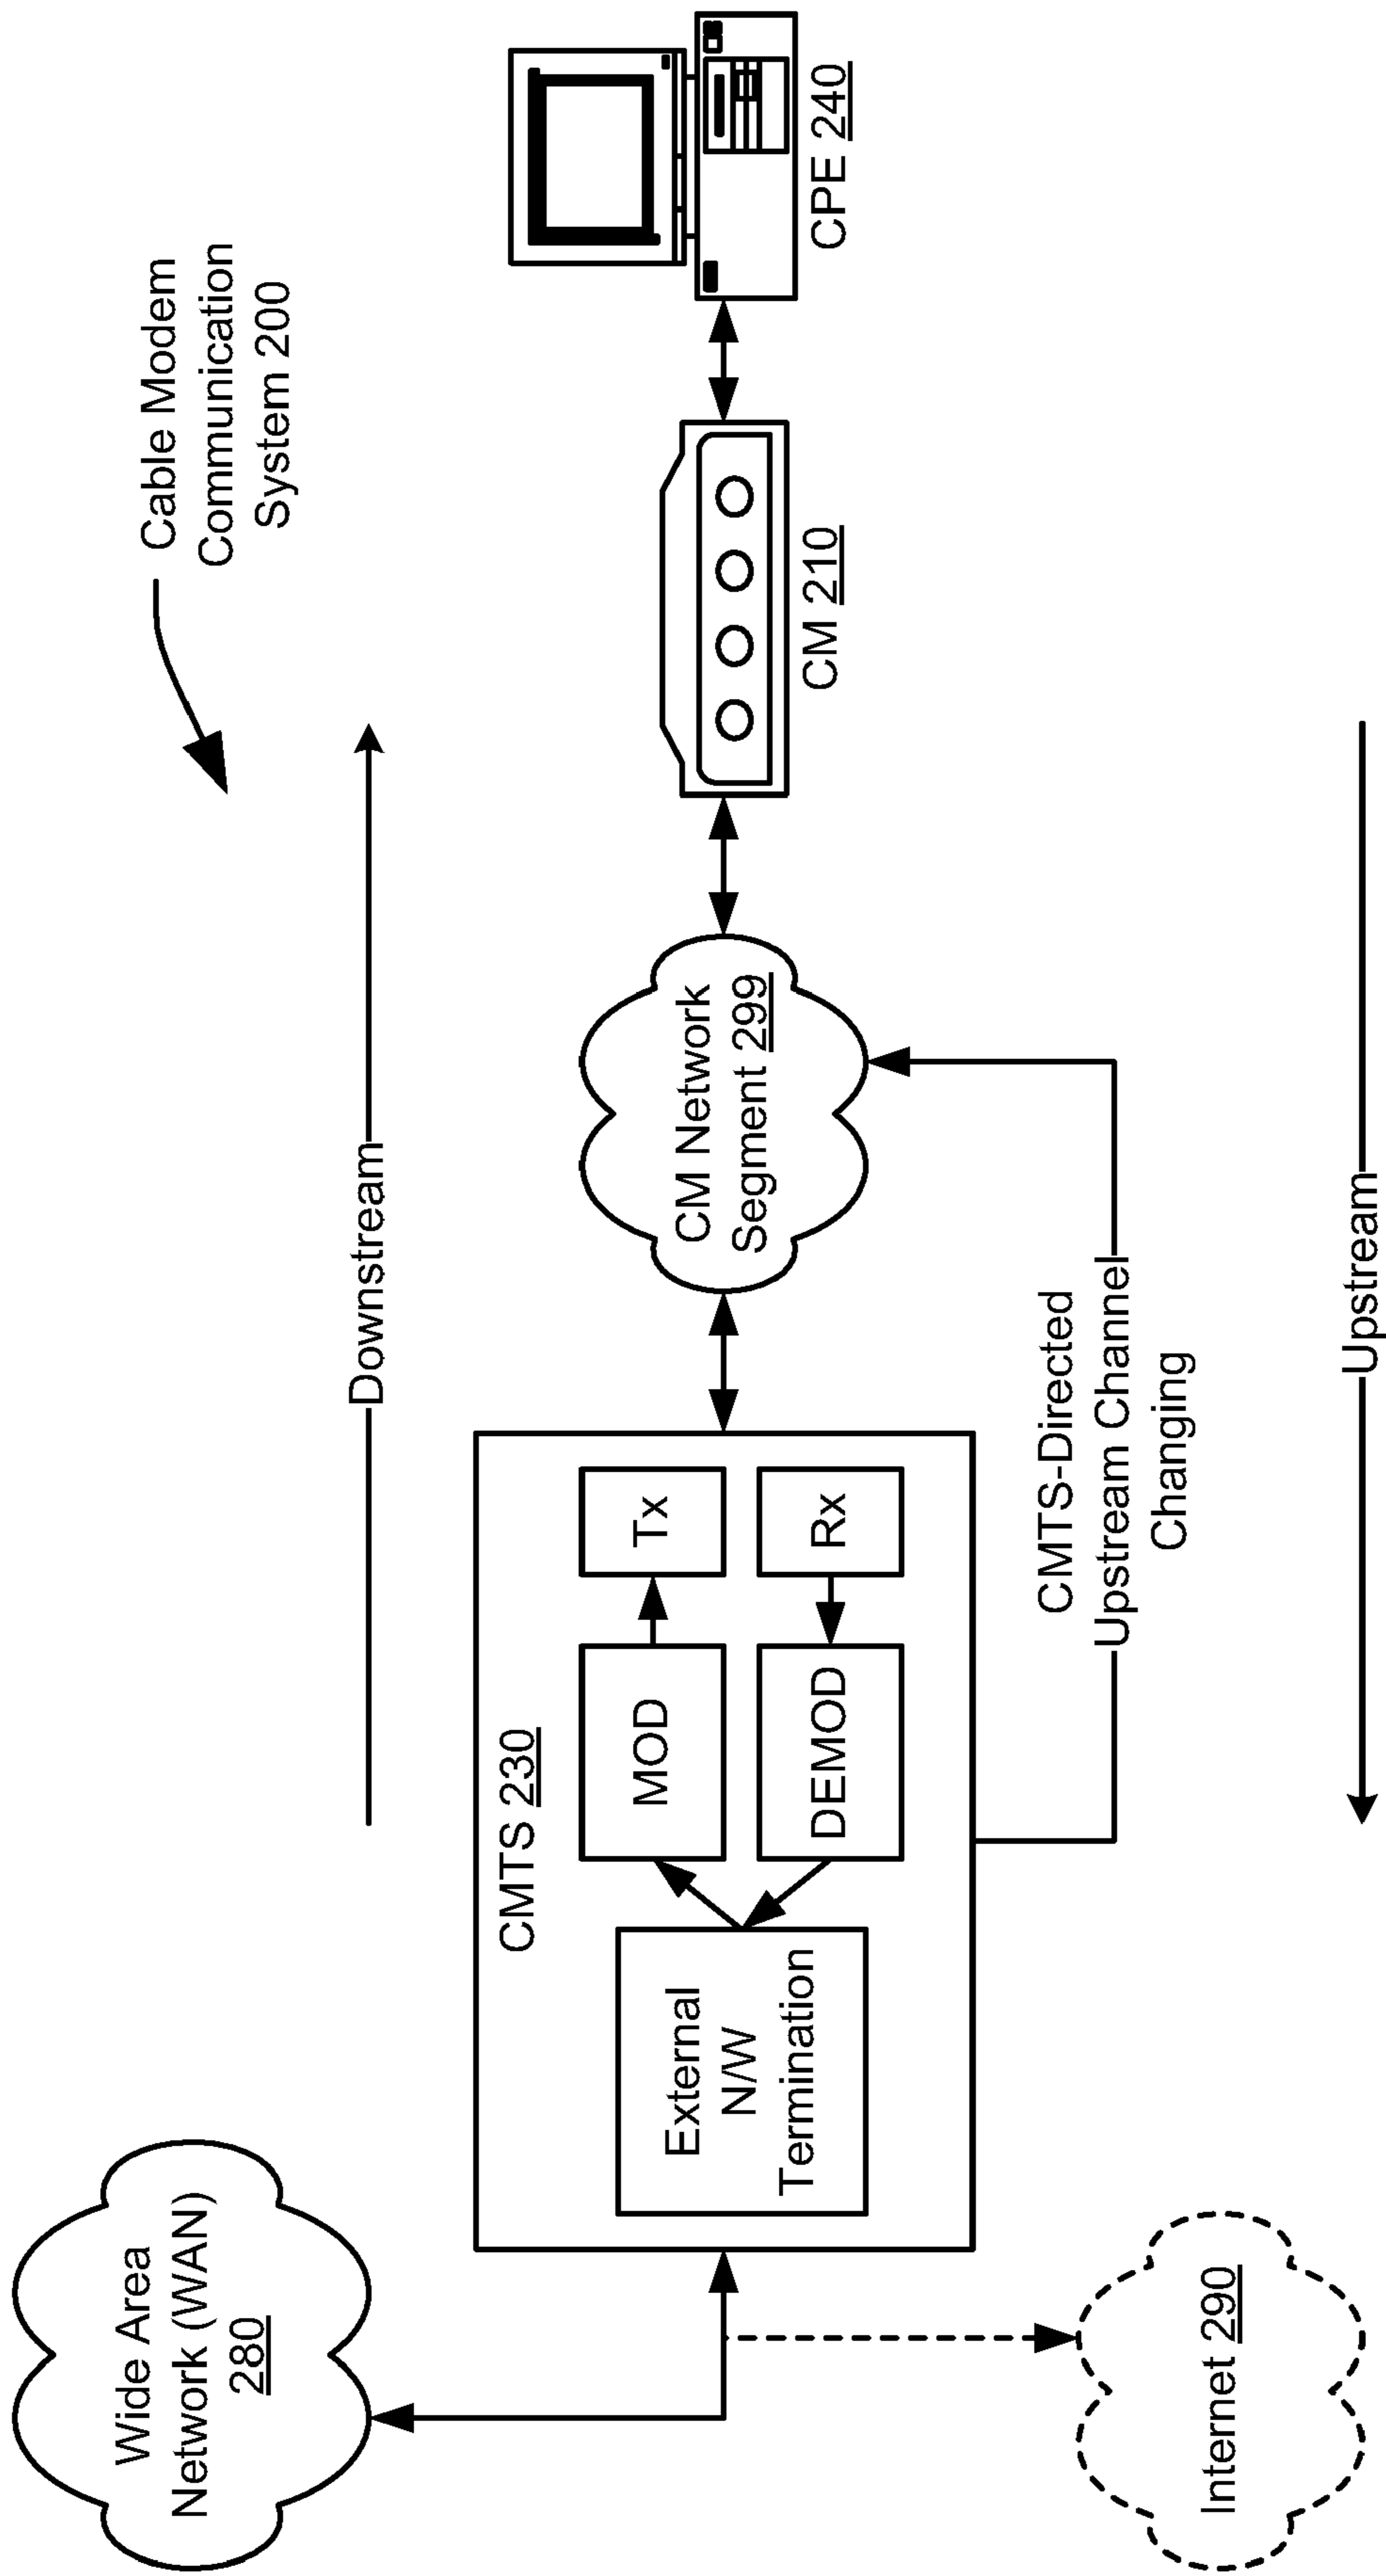 Cable Modem
Communication
System 200
Downstream
Wide Area
Network (WAN)
280
CMTS 230
External
N/W
Termination
MOD
Tx
DEMOD
Rx
CM Network
Segment 299
CM 210
CPE 240
CMTS-Directed
Upstream Channel
Changing
Internet 290
Upstream